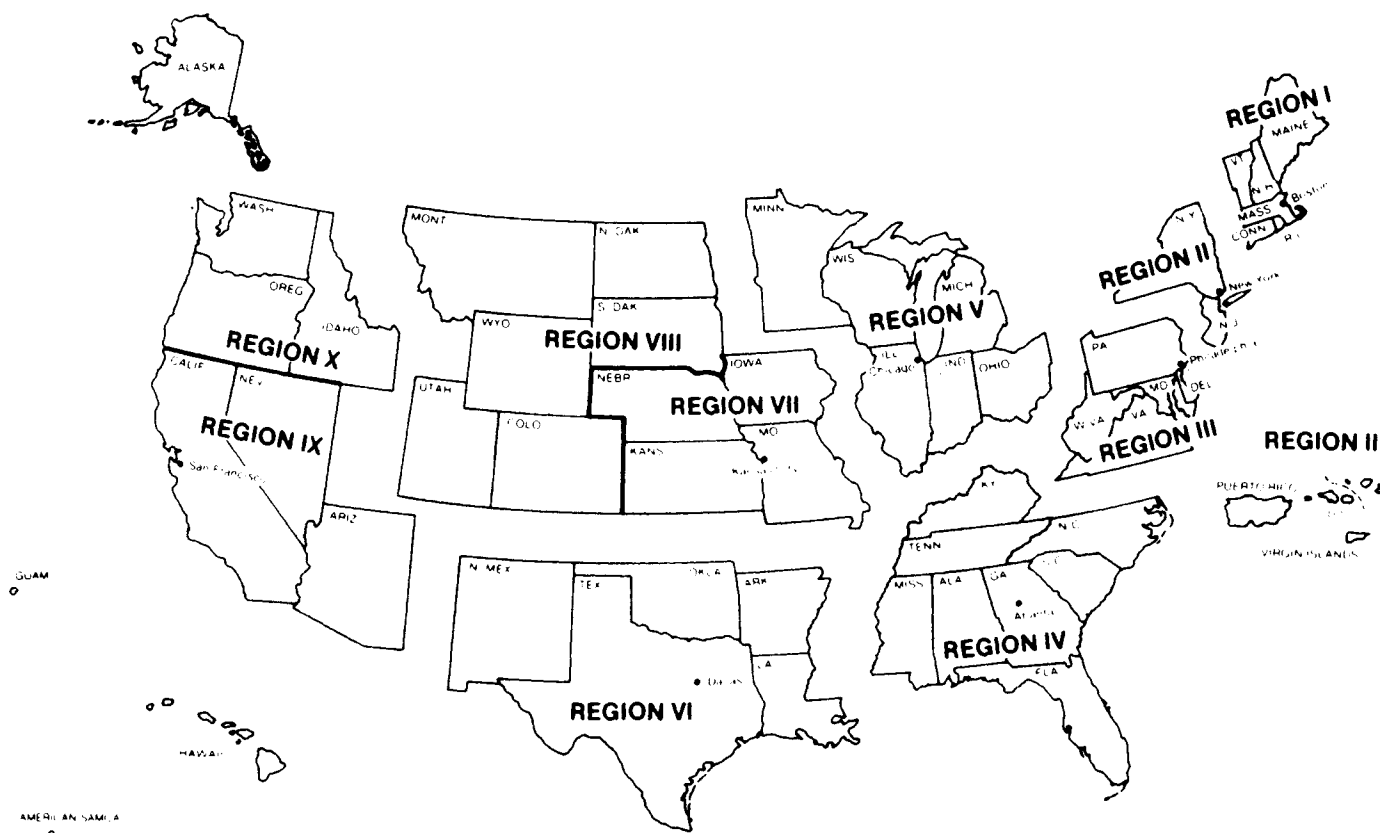 ALASKA
REGION I
MAINE
VT
N H
Boston
MASS
CONN
R I
WASH
MONT
N DAK
MINN
N Y
WIS
REGION II
MICH
New York
OREG
S DAK
IDAHO
WYO
REGION V
N J
REGION X
REGION VIII
PA
CALIF
NEV
UTAH
NEBR
IOWA
ILL
Chicago
IND
OHIO
MD
DEL
REGION VII
REGION IX
COLO
MO
W VA
VA
REGION III
REGION II
San Francisco
KANS
KY
PUERTO RICO
ARIZ
N C
TENN
VIRGIN ISLANDS
N MEX
OKLA
TEX
ARK
MISS
ALA
GA
S C
GUAM
Atlanta
REGION IV
LA
FLA
Dallas
REGION VI
HAWAII
AMERICAN SAMOA